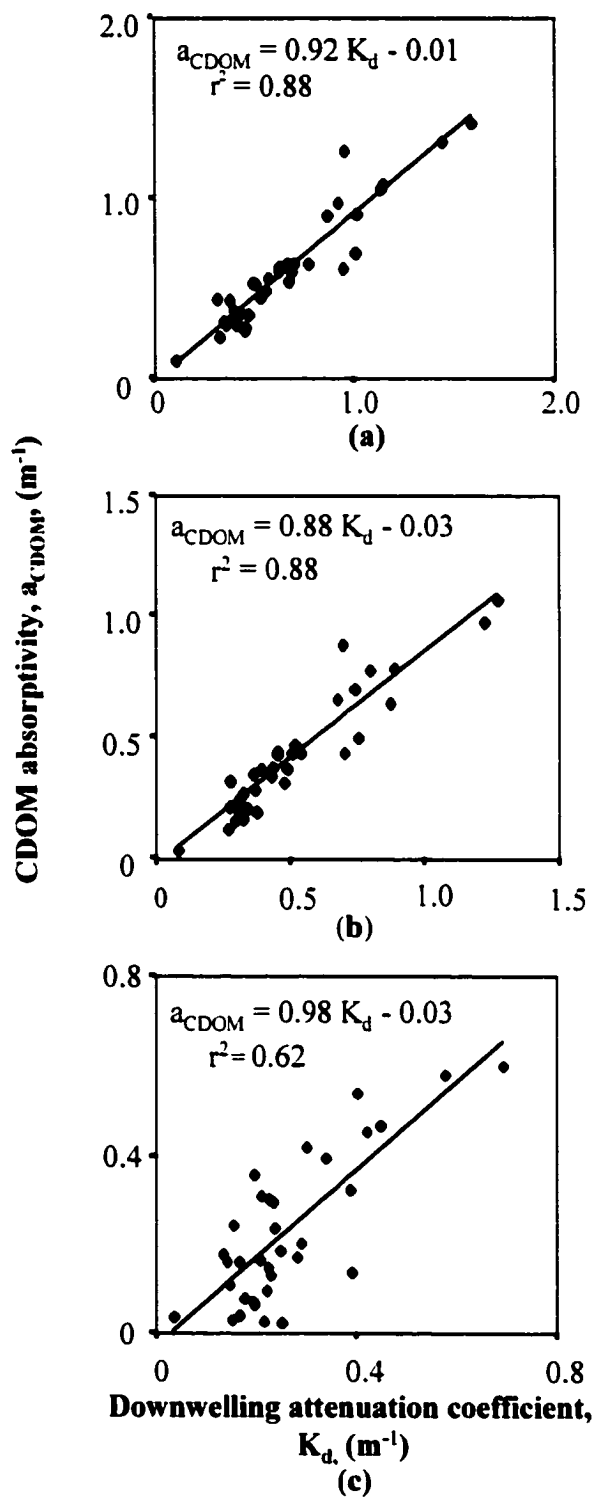 2.0
a_CDOM = 0.92 K_d - 0.01
r² = 0.88
1.0
0
0 1.0 2.0
(a)
CDOM absorptivity, a_CDOM, (m⁻¹)
1.5
a_CDOM = 0.88 K_d - 0.03
r² = 0.88
1.0
0.5
0
0 0.5 1.0 1.5
(b)
0.8
a_CDOM = 0.98 K_d - 0.03
r² = 0.62
0.4
0
0 0.4 0.8
Downwelling attenuation coefficient,
K_d, (m⁻¹)
(c)